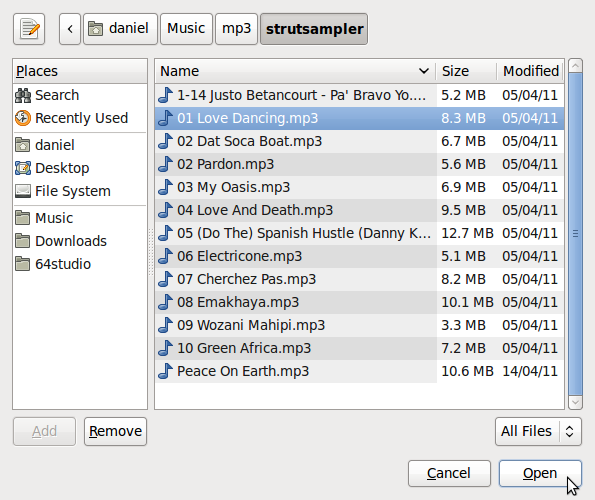 daniel Music mp3 strutsampler
Places
Search
Recently Used
daniel
Desktop
File System
Music
Downloads
64studio
Name Size Modified
1-14 Justo Betancourt - Pa' Bravo Yo.... 5.2 MB 05/04/11
01 Love Dancing.mp3 8.3 MB 05/04/11
02 Dat Soca Boat.mp3 6.7 MB 05/04/11
02 Pardon.mp3 5.6 MB 05/04/11
03 My Oasis.mp3 6.9 MB 05/04/11
04 Love And Death.mp3 9.5 MB 05/04/11
05 (Do The) Spanish Hustle (Danny K... 12.7 MB 05/04/11
06 Electricone.mp3 5.1 MB 05/04/11
07 Cherchez Pas.mp3 8.2 MB 05/04/11
08 Emakhaya.mp3 10.1 MB 05/04/11
09 Wozani Mahipi.mp3 3.3 MB 05/04/11
10 Green Africa.mp3 7.2 MB 05/04/11
Peace On Earth.mp3 10.6 MB 14/04/11
Add Remove
All Files
Cancel Open